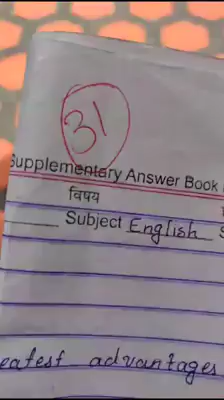 31
Supplementary Answer Book
विषय
Subject English
eatest advantages